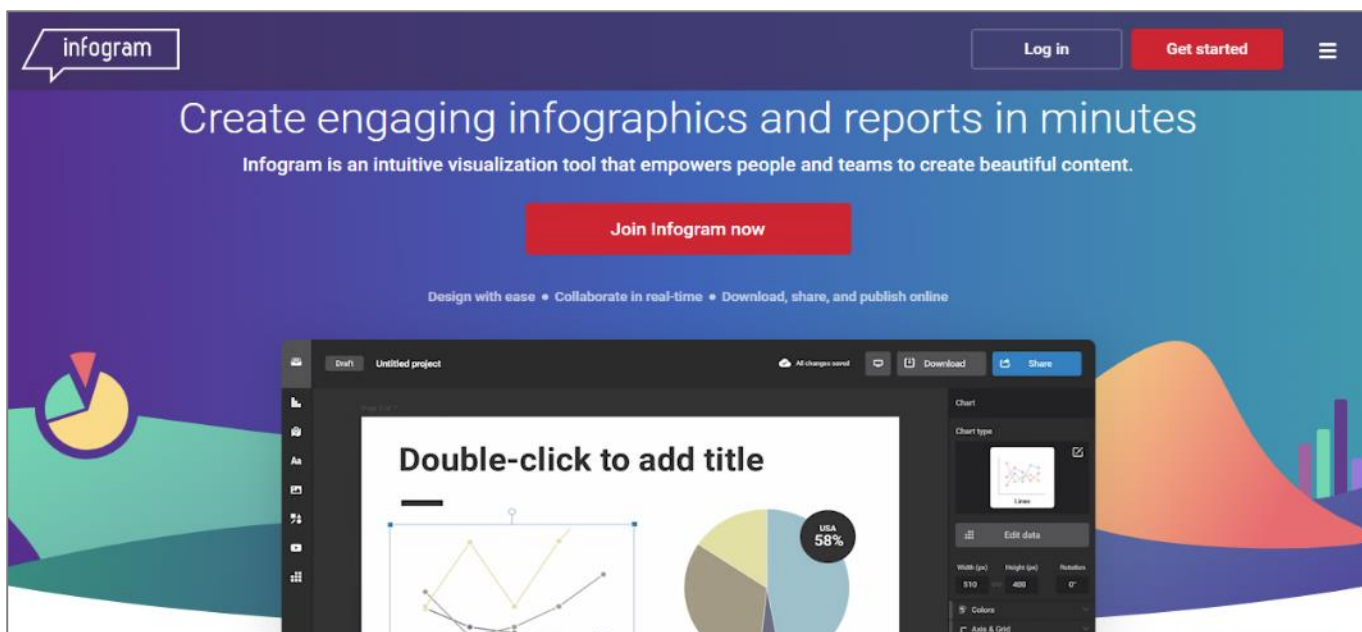 infogram
Log in
Get started
Create engaging infographics and reports in minutes
Infogram is an intuitive visualization tool that empowers people and teams to create beautiful content.
Join Infogram now
Design with ease • Collaborate in real-time • Download, share, and publish online
Draft
Untitled project
All changes saved
Download
Share
Chart
Chart type
Aa
Double-click to add title
Lines
USA
58%
Edit data
Width (px)
Height (px)
Rotation
510
400
0°
Colors
Axis & Grid